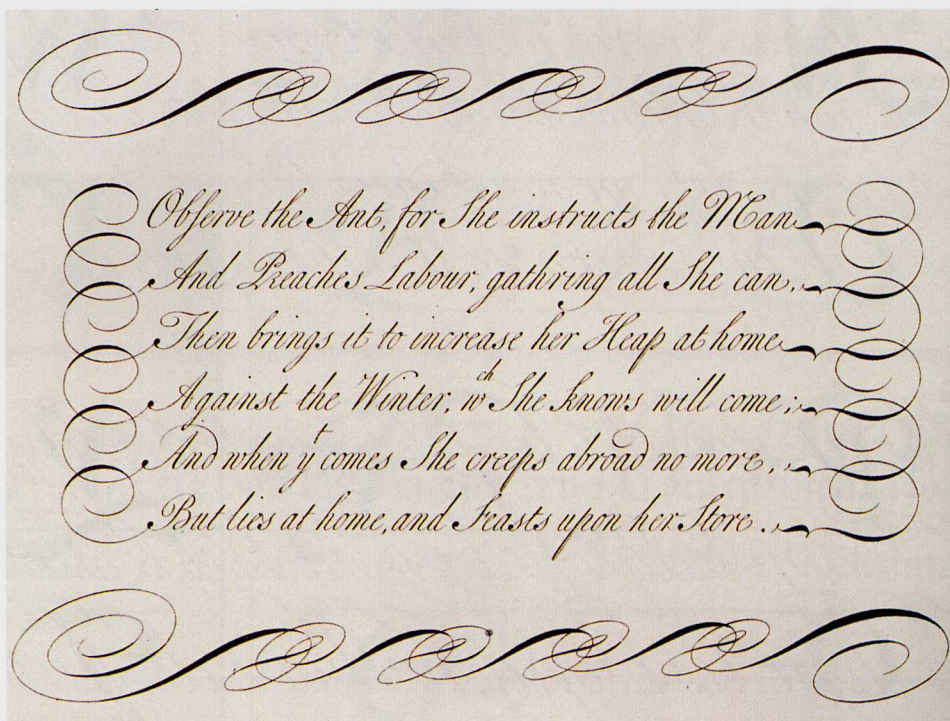 Observe the Ant, for She instructs the Man
And Preaches Labour, gathring all She can,
Then brings it to increase her Heap at home
Against the Winter, wch She knows will come;
And when yt comes She creeps abroad no more,
But lies at home, and Feasts upon her Store.